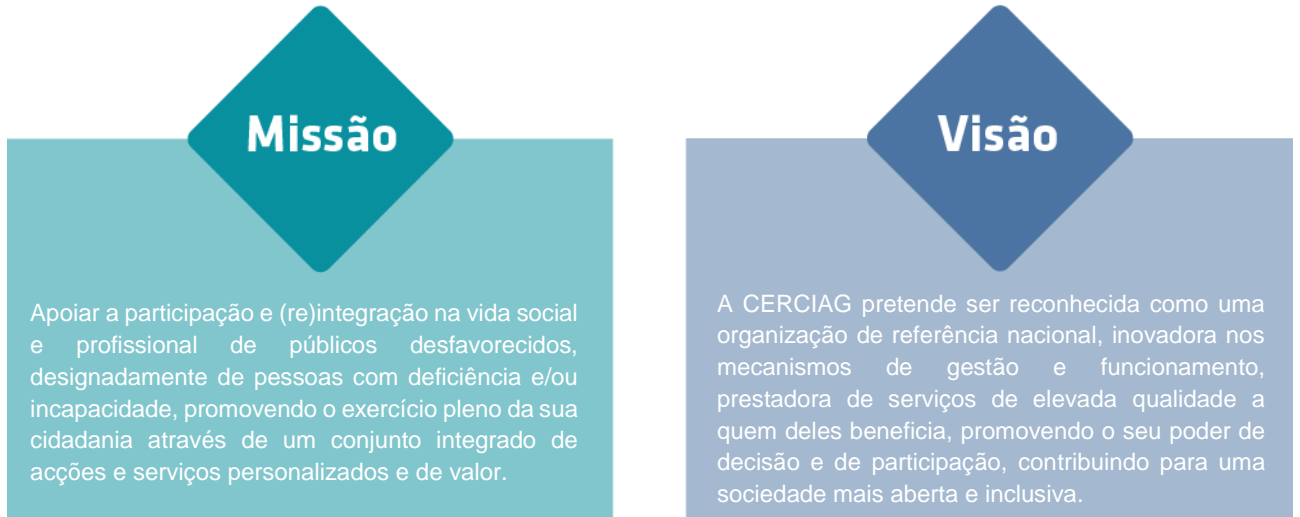 Missão
Apoiar a participação e (re)integração na vida social
e profissional de públicos desfavorecidos,
designadamente de pessoas com deficiência e/ou
incapacidade, promovendo o exercício pleno da sua
cidadania através de um conjunto integrado de
acções e serviços personalizados e de valor.
Visão
A CERCIAG pretende ser reconhecida como uma
organização de referência nacional, inovadora nos
mecanismos de gestão e funcionamento,
prestadora de serviços de elevada qualidade a
quem deles beneficia, promovendo o seu poder de
decisão e de participação, contribuindo para uma
sociedade mais aberta e inclusiva.